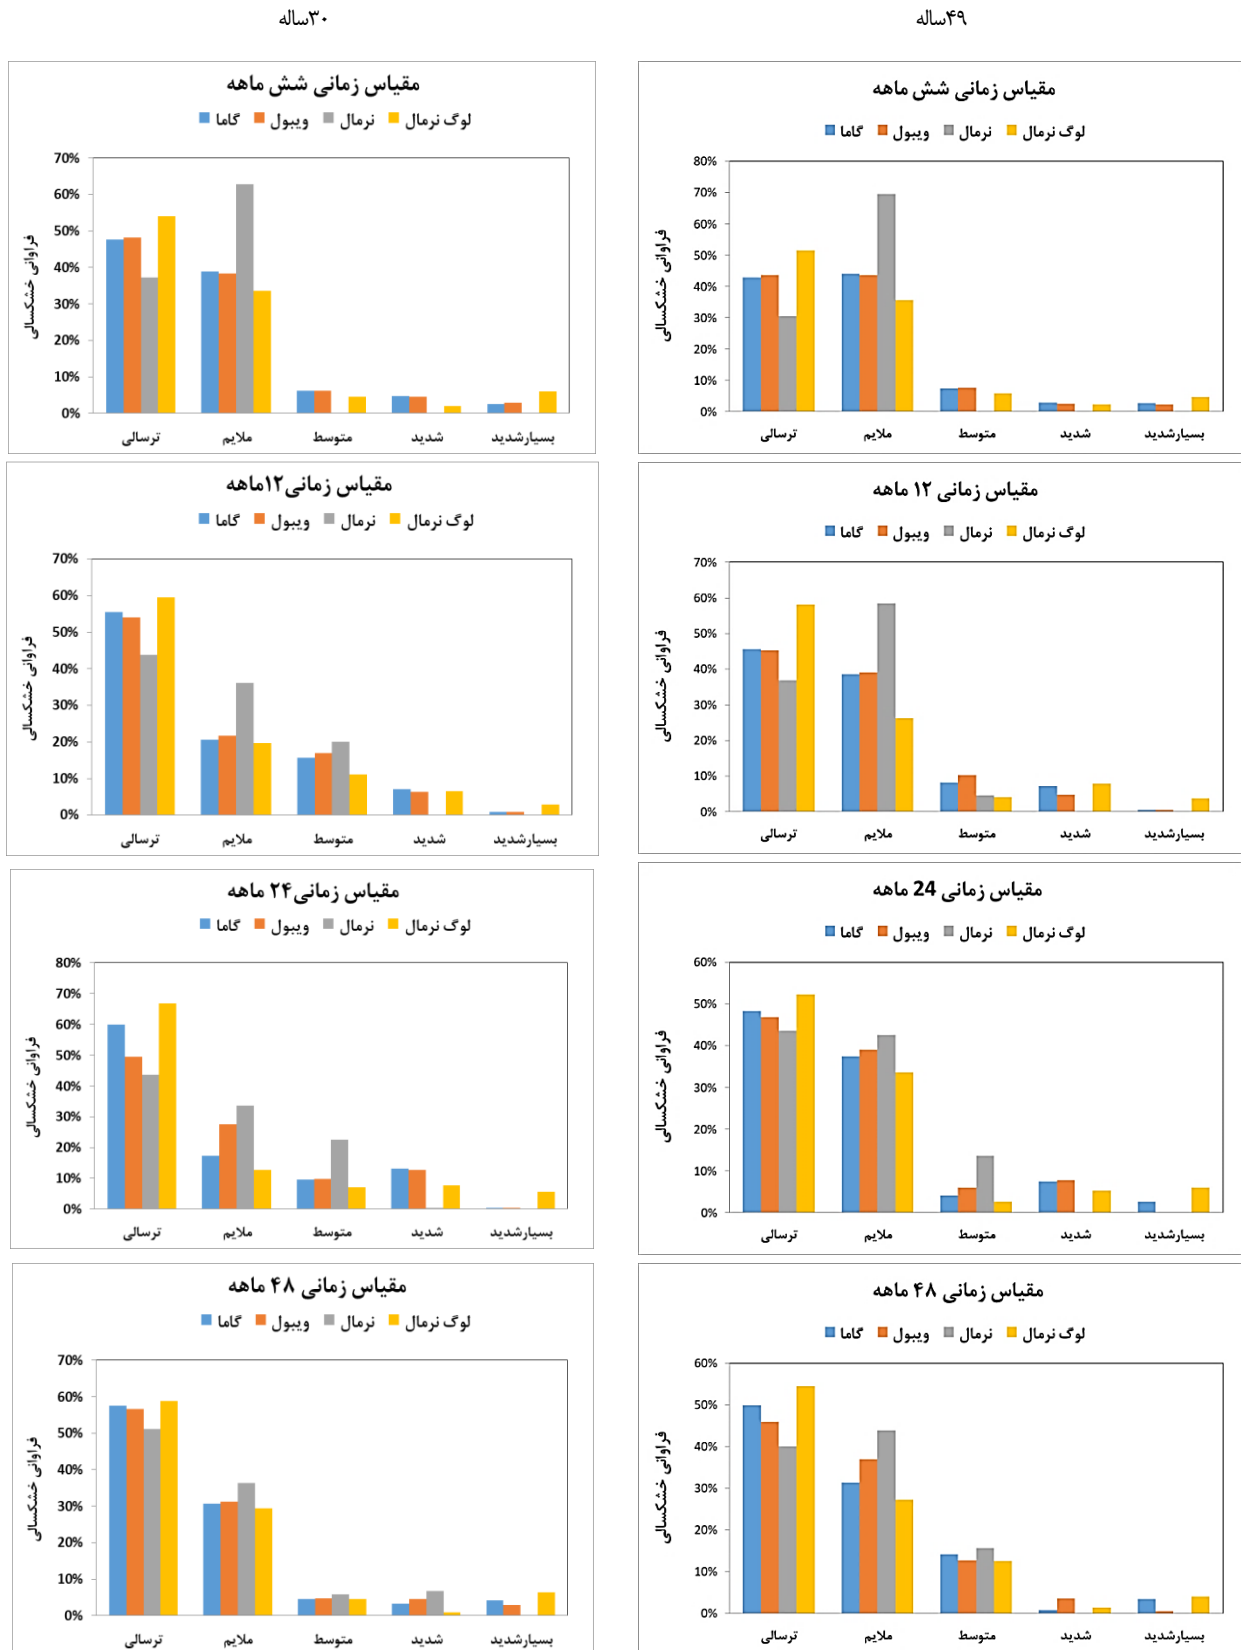 ۳۰ساله
۴۹ساله
مقیاس زمانی شش ماهه
گاما ویبول نرمال لوگ نرمال
فراوانی خشکسالی
70%
60%
50%
40%
30%
20%
10%
0%
ترسالی ملایم متوسط شدید بسیارشدید
مقیاس زمانی شش ماهه
گاما ویبول نرمال لوگ نرمال
فراوانی خشکسالی
80%
70%
60%
50%
40%
30%
20%
10%
0%
ترسالی ملایم متوسط شدید بسیارشدید
مقیاس زمانی۱۲ماهه
گاما ویبول نرمال لوگ نرمال
فراوانی خشکسالی
70%
60%
50%
40%
30%
20%
10%
0%
ترسالی ملایم متوسط شدید بسیارشدید
مقیاس زمانی ۱۲ ماهه
گاما ویبول نرمال لوگ نرمال
فراوانی خشکسالی
70%
60%
50%
40%
30%
20%
10%
0%
ترسالی ملایم متوسط شدید بسیارشدید
مقیاس زمانی۲۴ ماهه
گاما ویبول نرمال لوگ نرمال
فراوانی خشکسالی
80%
70%
60%
50%
40%
30%
20%
10%
0%
ترسالی ملایم متوسط شدید بسیارشدید
مقیاس زمانی 24 ماهه
گاما ویبول نرمال لوگ نرمال
فراوانی خشکسالی
60%
50%
40%
30%
20%
10%
0%
ترسالی ملایم متوسط شدید بسیارشدید
مقیاس زمانی ۴۸ ماهه
گاما ویبول نرمال لوگ نرمال
فراوانی خشکسالی
70%
60%
50%
40%
30%
20%
10%
0%
ترسالی ملایم متوسط شدید بسیارشدید
مقیاس زمانی ۴۸ ماهه
گاما ویبول نرمال لوگ نرمال
فراوانی خشکسالی
60%
50%
40%
30%
20%
10%
0%
ترسالی ملایم متوسط شدید بسیارشدید